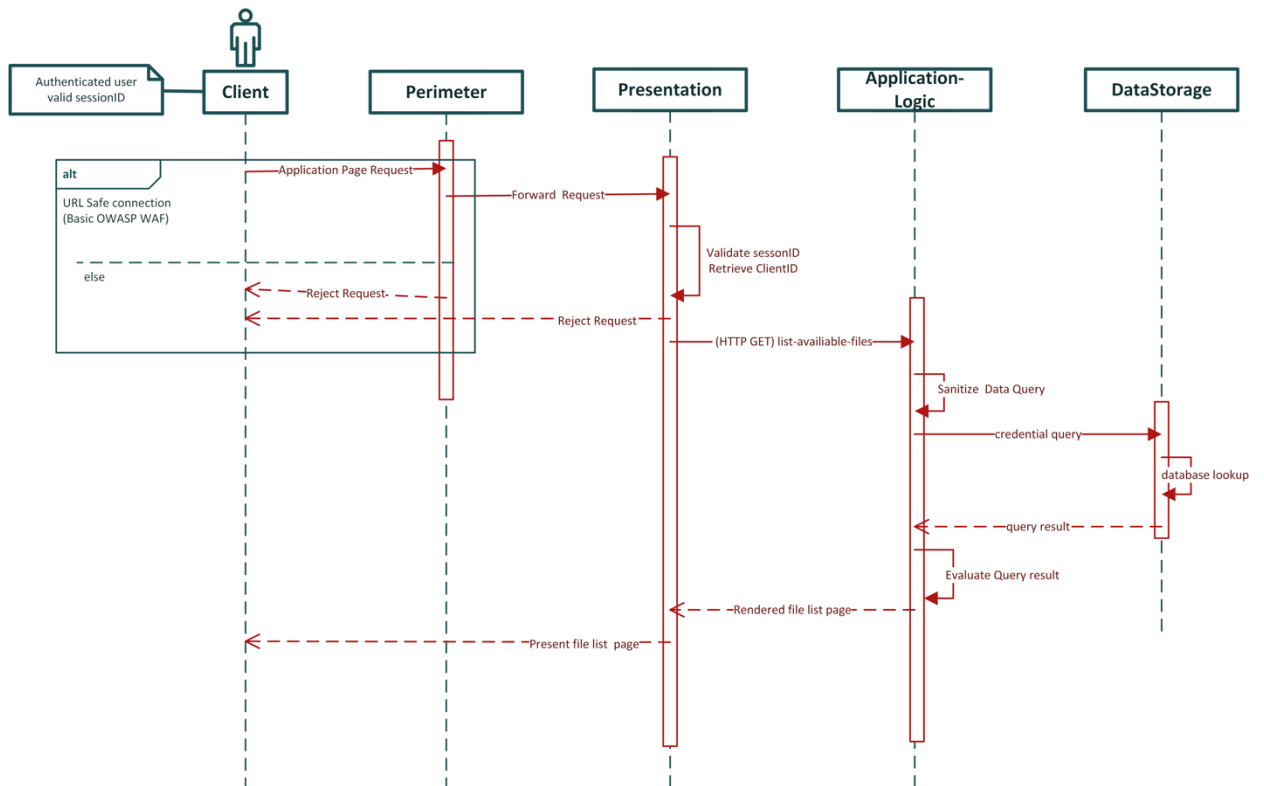 Authenticated user
valid sessionID
Client
Perimeter
Presentation
Application-
Logic
DataStorage
alt
Application Page Request
URL Safe connection
(Basic OWASP WAF)
Forward Request
Validate sessonID
Retrieve ClientID
else
Reject Request
Reject Request
(HTTP GET) list-availiable-files
Sanitize Data Query
credential query
database lookup
query result
Evaluate Query result
Rendered file list page
Present file list page